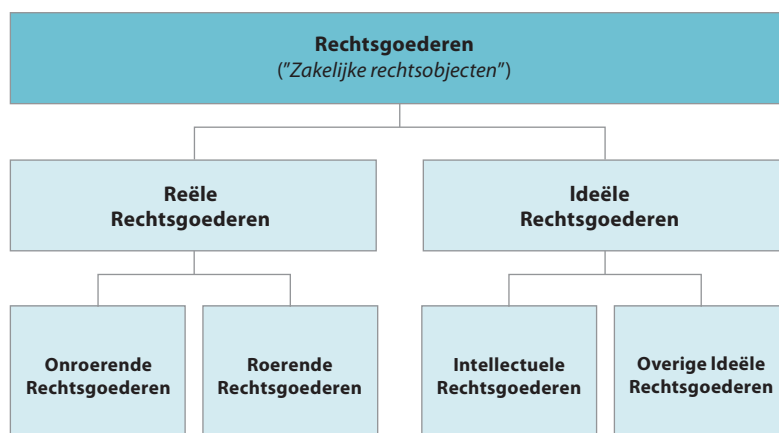 Rechtsgoederen
("Zakelijke rechtsobjecten")
Reële
Rechtsgoederen
Ideële
Rechtsgoederen
Onroerende
Rechtsgoederen
Roerende
Rechtsgoederen
Intellectuele
Rechtsgoederen
Overige Ideële
Rechtsgoederen